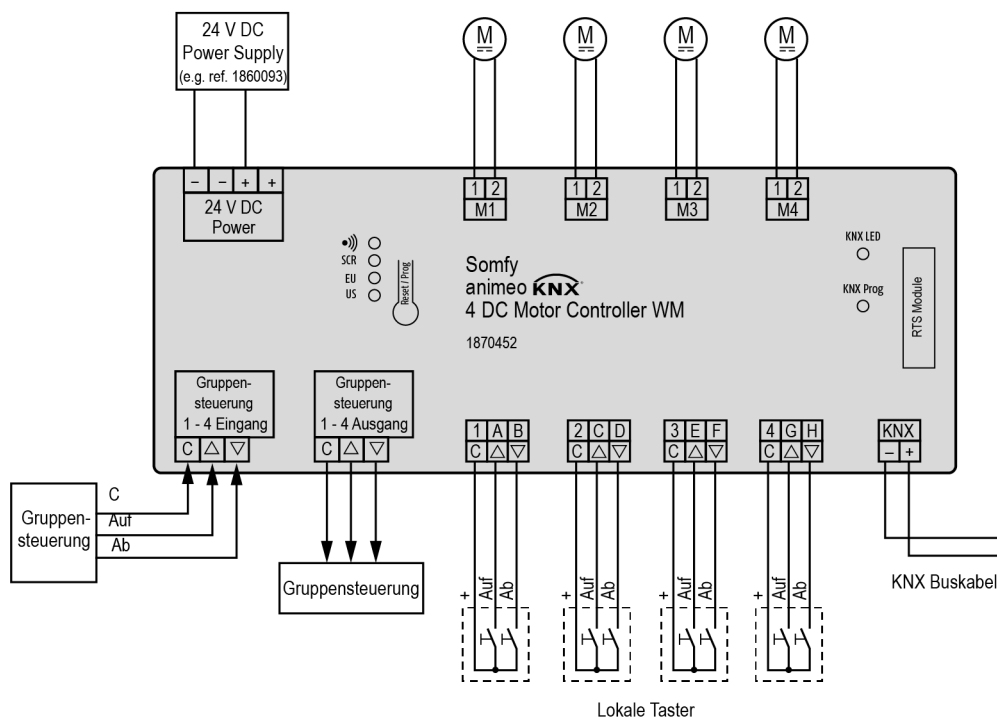 24 V DC
Power Supply
(e.g. ref. 1860093)
M M M M
– – + +
24 V DC
Power
1 2 1 2 1 2 1 2
M1 M2 M3 M4
SCR
EU
US
Reset / Prog
Somfy
animeo KNX
4 DC Motor Controller WM
1870452
KNX LED
KNX Prog
RTS Module
Gruppen-
steuerung
1 - 4 Eingang
C
Gruppen-
steuerung
1 - 4 Ausgang
C
1 A B 2 C D 3 E F 4 G H
C C C C
KNX
– +
Gruppen-
steuerung
C
Auf
Ab
Gruppensteuerung
+ Auf Ab + Auf Ab + Auf Ab + Auf Ab
KNX Buskabel
Lokale Taster